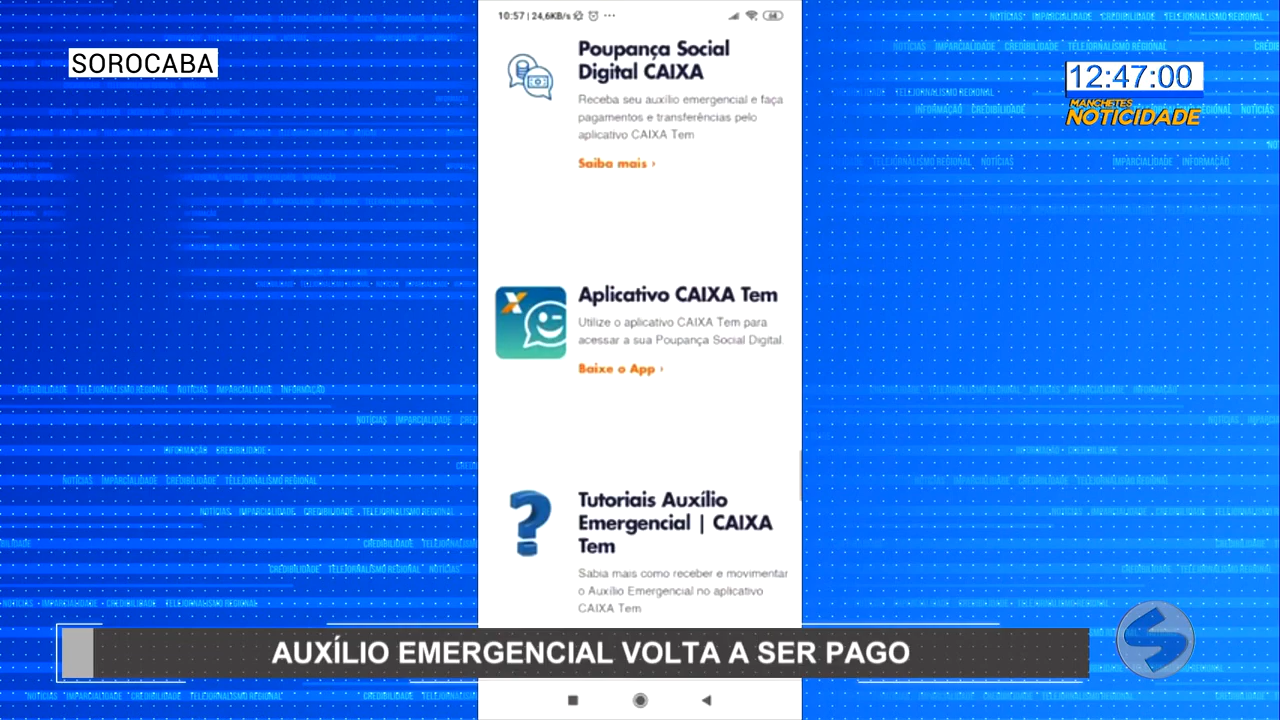 SOROCABA
10:57 | 24,6KB/s
12:47:00
MANCHETES
NOTICIDADE
Poupança Social
Digital CAIXA
Receba seu auxílio emergencial e faça
pagamentos e transferências pelo
aplicativo CAIXA Tem
Saiba mais ›
Aplicativo CAIXA Tem
Utilize o aplicativo CAIXA Tem para
acessar a sua Poupança Social Digital.
Baixe o App ›
Tutoriais Auxílio
Emergencial | CAIXA
Tem
Sabia mais como receber e movimentar
o Auxílio Emergencial no aplicativo
CAIXA Tem
AUXÍLIO EMERGENCIAL VOLTA A SER PAGO